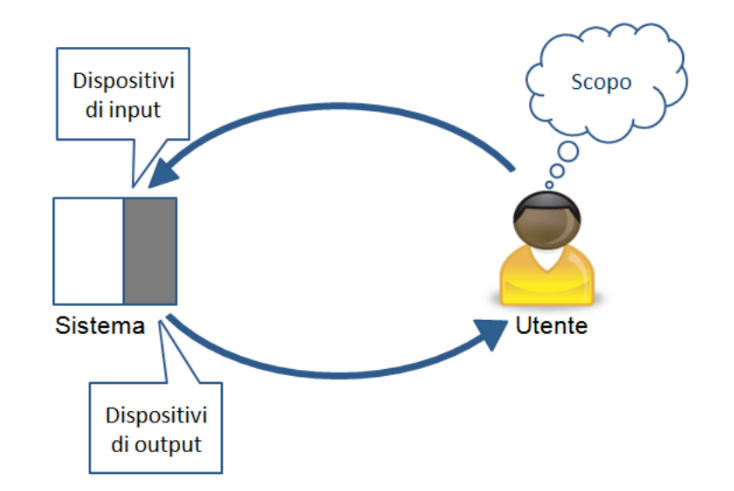 Dispositivi
di input
Scopo
Sistema
Utente
Dispositivi
di output